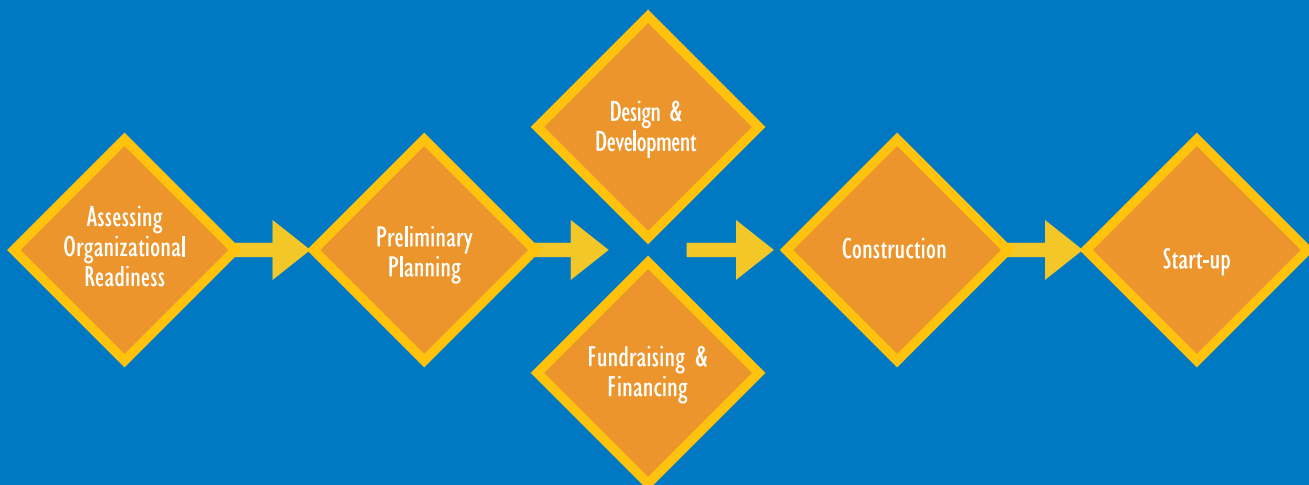 Assessing
Organizational
Readiness
Preliminary
Planning
Design &
Development
Fundraising &
Financing
Construction
Start-up